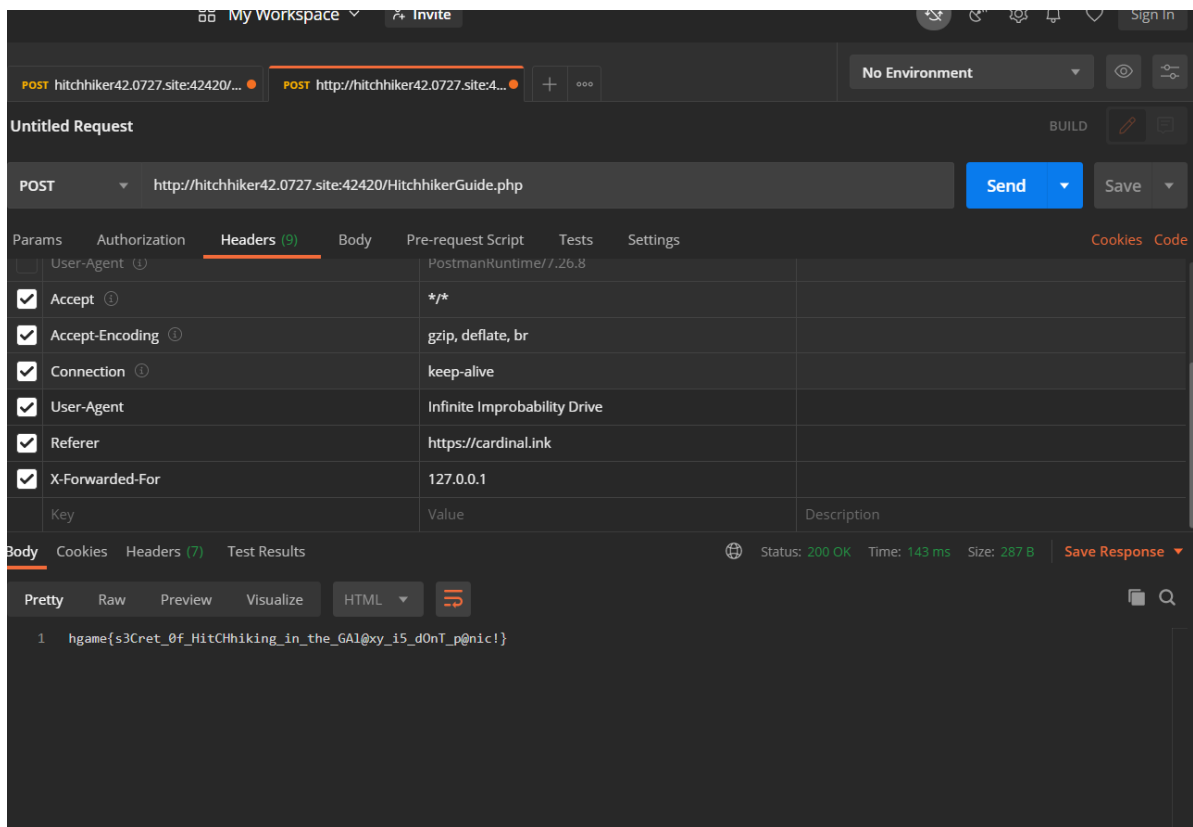 My Workspace Invite Sign In
POST hitchhiker42.0727.site:42420/... POST http://hitchhiker42.0727.site:4... No Environment
Untitled Request BUILD
POST http://hitchhiker42.0727.site:42420/HitchhikerGuide.php Send Save
Params Authorization Headers (9) Body Pre-request Script Tests Settings Cookies Code
User-Agent PostmanRuntime/7.26.8
Accept */*
Accept-Encoding gzip, deflate, br
Connection keep-alive
User-Agent Infinite Improbability Drive
Referer https://cardinal.ink
X-Forwarded-For 127.0.0.1
Key Value Description
Body Cookies Headers (7) Test Results Status: 200 OK Time: 143 ms Size: 287 B Save Response
Pretty Raw Preview Visualize HTML
1 hgame{s3Cret_0f_HitCHhiking_in_the_GAl@xy_i5_dOnT_p@nic!}